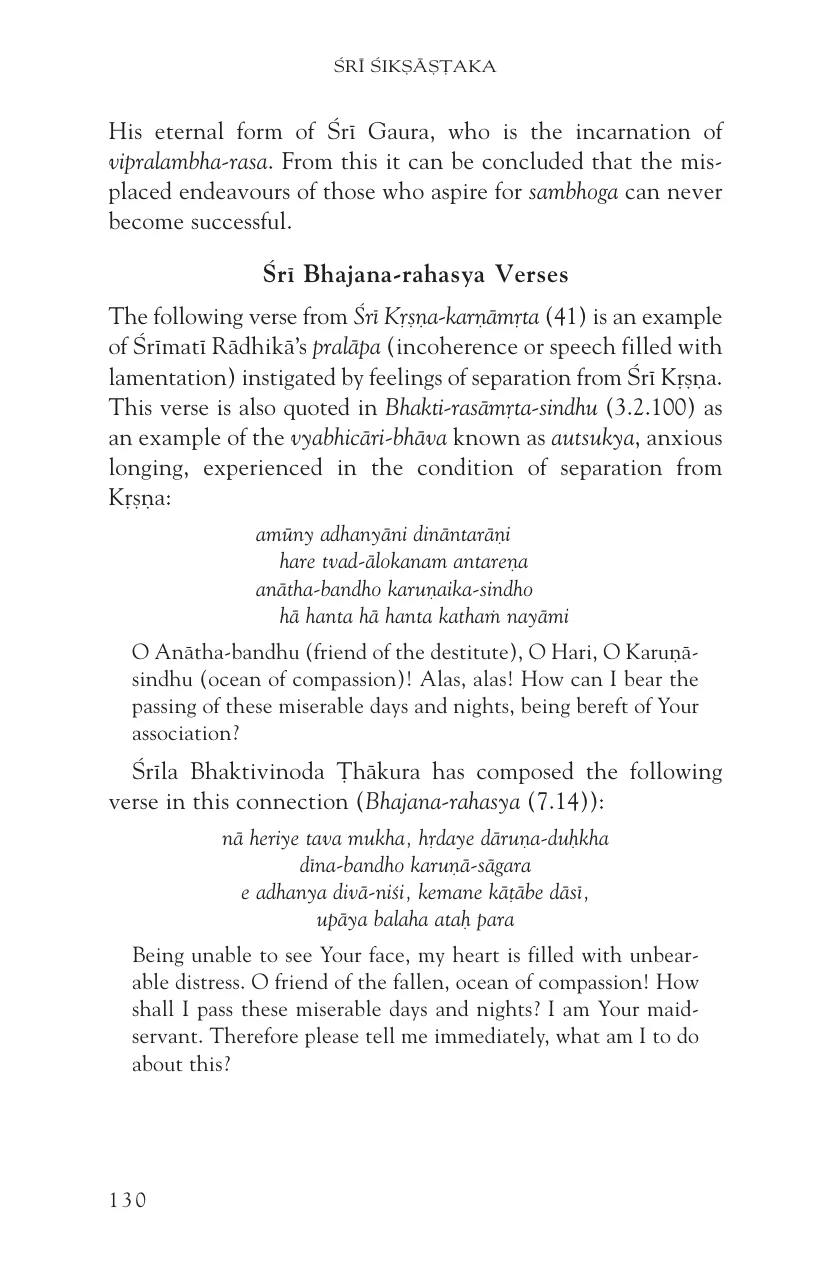 ŚRĪ ŚIKṢĀṢṬAKA
His eternal form of Śrī Gaura, who is the incarnation of
vipralambha-rasa. From this it can be concluded that the mis-
placed endeavours of those who aspire for sambhoga can never
become successful.
Śrī Bhajana-rahasya Verses
The following verse from Śrī Kṛṣṇa-karṇāmṛta (41) is an example
of Śrīmatī Rādhikā’s pralāpa (incoherence or speech filled with
lamentation) instigated by feelings of separation from Śrī Kṛṣṇa.
This verse is also quoted in Bhakti-rasāmṛta-sindhu (3.2.100) as
an example of the vyabhicāri-bhāva known as autsukya, anxious
longing, experienced in the condition of separation from
Kṛṣṇa:
amūny adhanyāni dināntarāṇi
hare tvad-ālokanam antareṇa
anātha-bandho karuṇaika-sindho
hā hanta hā hanta kathaṁ nayāmi
O Anātha-bandhu (friend of the destitute), O Hari, O Karuṇā-
sindhu (ocean of compassion)! Alas, alas! How can I bear the
passing of these miserable days and nights, being bereft of Your
association?
Śrīla Bhaktivinoda Ṭhākura has composed the following
verse in this connection (Bhajana-rahasya (7.14)):
nā heriye tava mukha, hṛdaye dāruṇa-duḥkha
dīna-bandho karuṇā-sāgara
e adhanya divā-niśi, kemane kāṭābe dāsī,
upāya balaha ataḥ para
Being unable to see Your face, my heart is filled with unbear-
able distress. O friend of the fallen, ocean of compassion! How
shall I pass these miserable days and nights? I am Your maid-
servant. Therefore please tell me immediately, what am I to do
about this?
130